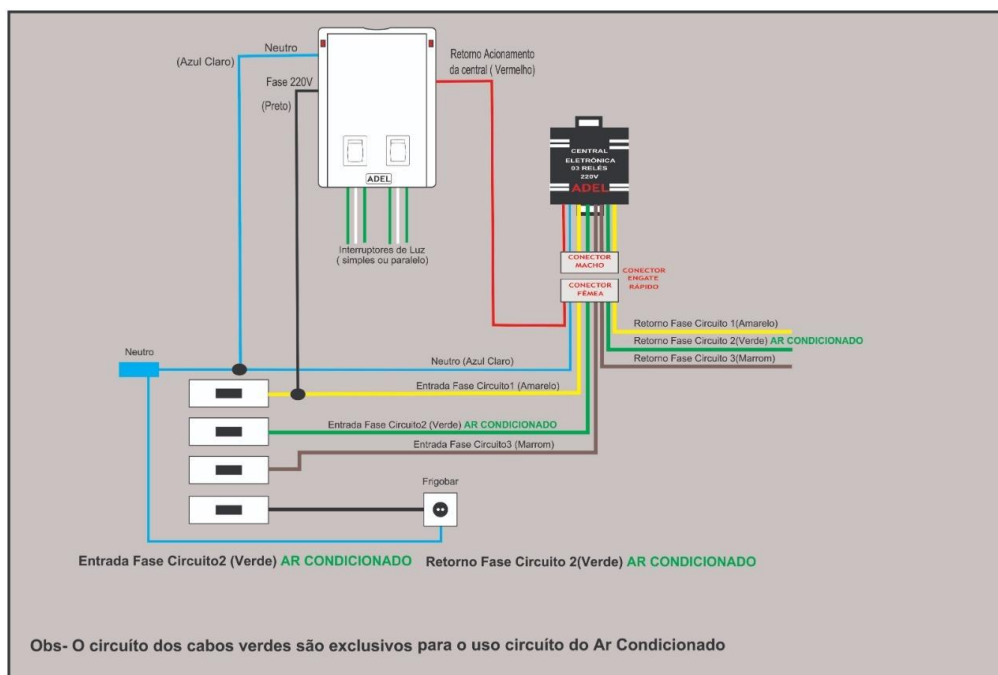 Neutro
(Azul Claro)
Fase 220V
(Preto)
Retorno Acionamento
da central ( Vermelho)
ADEL
Interruptores de Luz
( simples ou paralelo)
CENTRAL
ELETRÔNICA
03 RELÉS
220V
ADEL
CONECTOR
MACHO
CONECTOR
FÊMEA
CONECTOR
ENGATE
RÁPIDO
Retorno Fase Circuito 1(Amarelo)
Retorno Fase Circuito 2(Verde) AR CONDICIONADO
Retorno Fase Circuito 3(Marrom)
Neutro
Neutro (Azul Claro)
Entrada Fase Circuito1 (Amarelo)
Entrada Fase Circuito2 (Verde) AR CONDICIONADO
Entrada Fase Circuito3 (Marrom)
Frigobar
Entrada Fase Circuito2 (Verde) AR CONDICIONADO
Retorno Fase Circuito 2(Verde) AR CONDICIONADO
Obs- O circuíto dos cabos verdes são exclusivos para o uso circuíto do Ar Condicionado